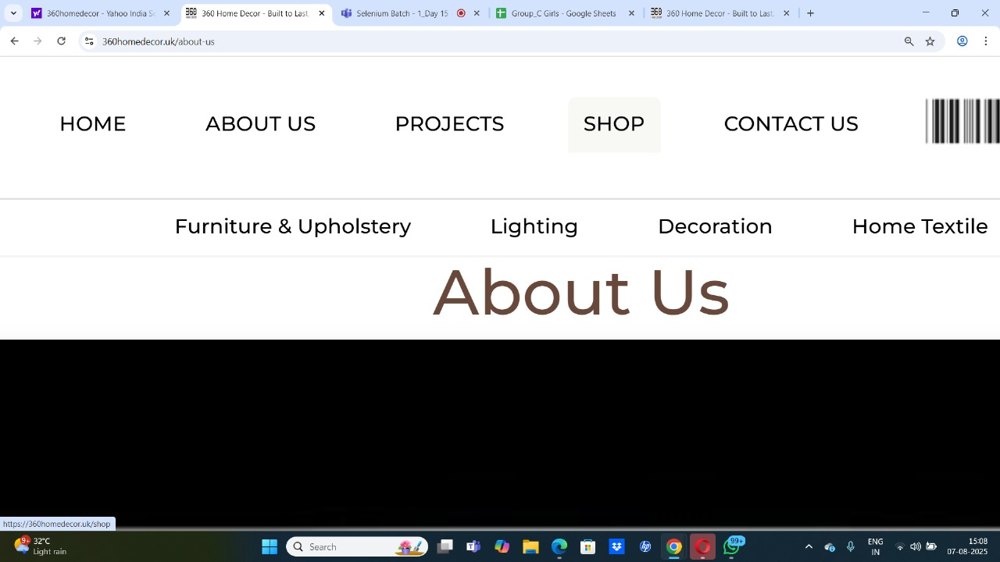 360homedecor - Yahoo India S
360 Home Decor - Built to Last
Selenium Btch - 1_Day 15
Group_C Girls - Google Sheets
360 Home Decor - Built to Last
360homedecor.uk/about-us
HOME
ABOUT US
PROJECTS
SHOP
CONTACT US
Furniture & Upholstery
Lighting
Decoration
Home Textile
About Us
https://360homedecor.uk/shop
9+
32°C
Light rain
Search
99+
ENG
IN
15:08
07-08-2025